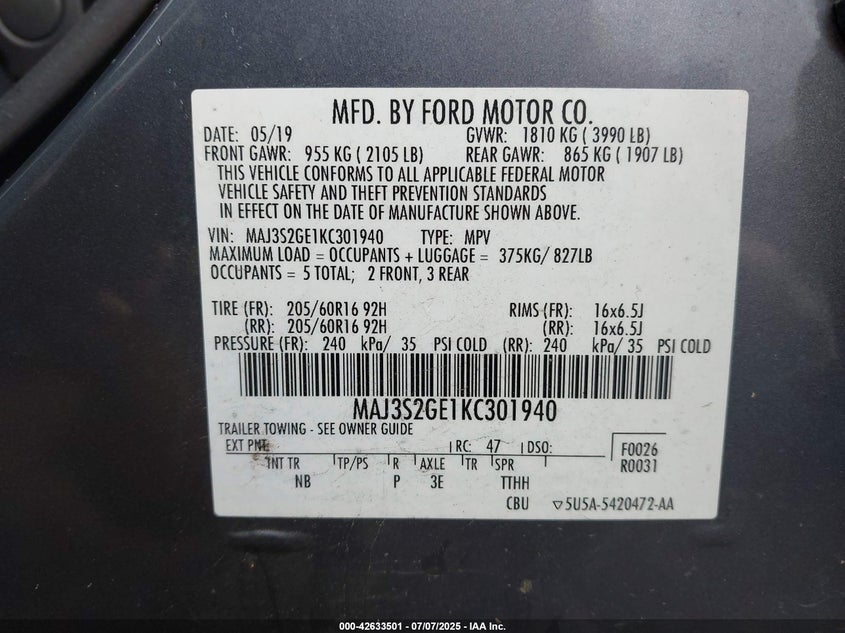 MFD. BY FORD MOTOR CO.
DATE: 05/19 GVWR: 1810 KG ( 3990 LB)
FRONT GAWR: 955 KG ( 2105 LB) REAR GAWR: 865 KG ( 1907 LB)
THIS VEHICLE CONFORMS TO ALL APPLICABLE FEDERAL MOTOR
VEHICLE SAFETY AND THEFT PREVENTION STANDARDS
IN EFFECT ON THE DATE OF MANUFACTURE SHOWN ABOVE.
VIN: MAJ3S2GE1KC301940 TYPE: MPV
MAXIMUM LOAD = OCCUPANTS + LUGGAGE = 375KG/ 827LB
OCCUPANTS = 5 TOTAL; 2 FRONT, 3 REAR
TIRE (FR): 205/60R16 92H RIMS (FR): 16x6.5J
(RR): 205/60R16 92H (RR): 16x6.5J
PRESSURE (FR): 240 kPa/ 35 PSI COLD (RR): 240 kPa/ 35 PSI COLD
MAJ3S2GE1KC301940
TRAILER TOWING - SEE OWNER GUIDE
EXT PNT: RC: 47 DSO: F0026
R0031
INT TR TP/PS R AXLE TR SPR
NB P 3E TTHH
CBU ▽5U5A-5420472-AA
000-42633501 / 07/07/2025 - IAA Inc.